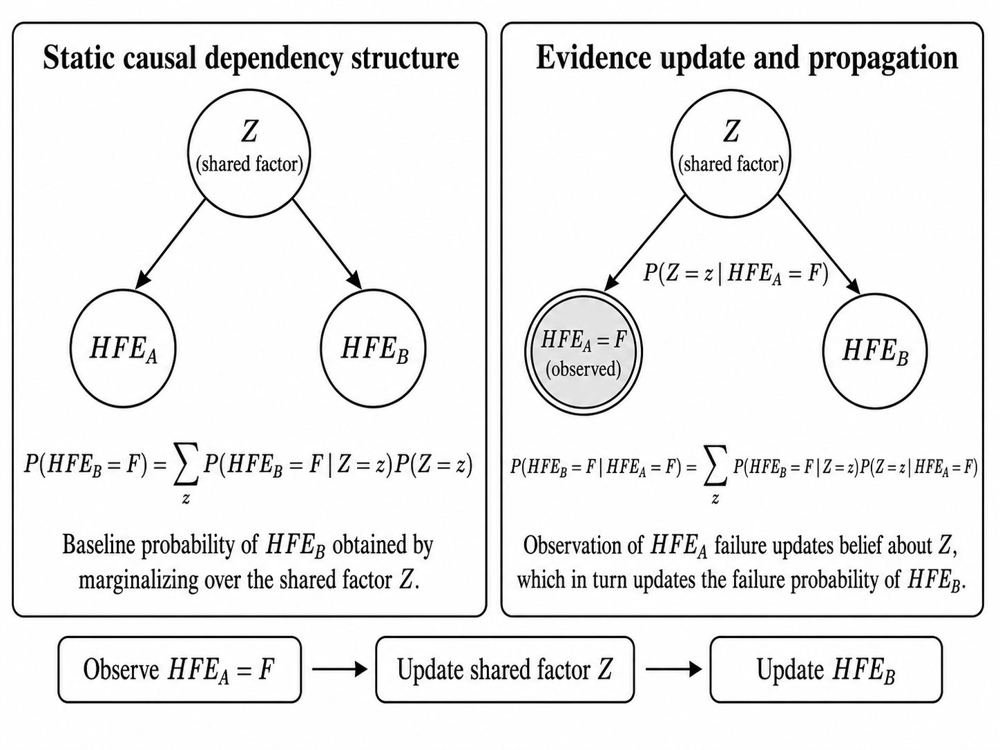 Static causal dependency structure
Z
(shared factor)
HFE_A
HFE_B
P(HFE_B = F) = ∑_z P(HFE_B = F | Z = z)P(Z = z)
Baseline probability of HFE_B obtained by
marginalizing over the shared factor Z.
Evidence update and propagation
Z
(shared factor)
P(Z = z | HFE_A = F)
HFE_A = F
(observed)
HFE_B
P(HFE_B = F | HFE_A = F) = ∑_z P(HFE_B = F | Z = z)P(Z = z | HFE_A = F)
Observation of HFE_A failure updates belief about Z,
which in turn updates the failure probability of HFE_B.
Observe HFE_A = F
Update shared factor Z
Update HFE_B